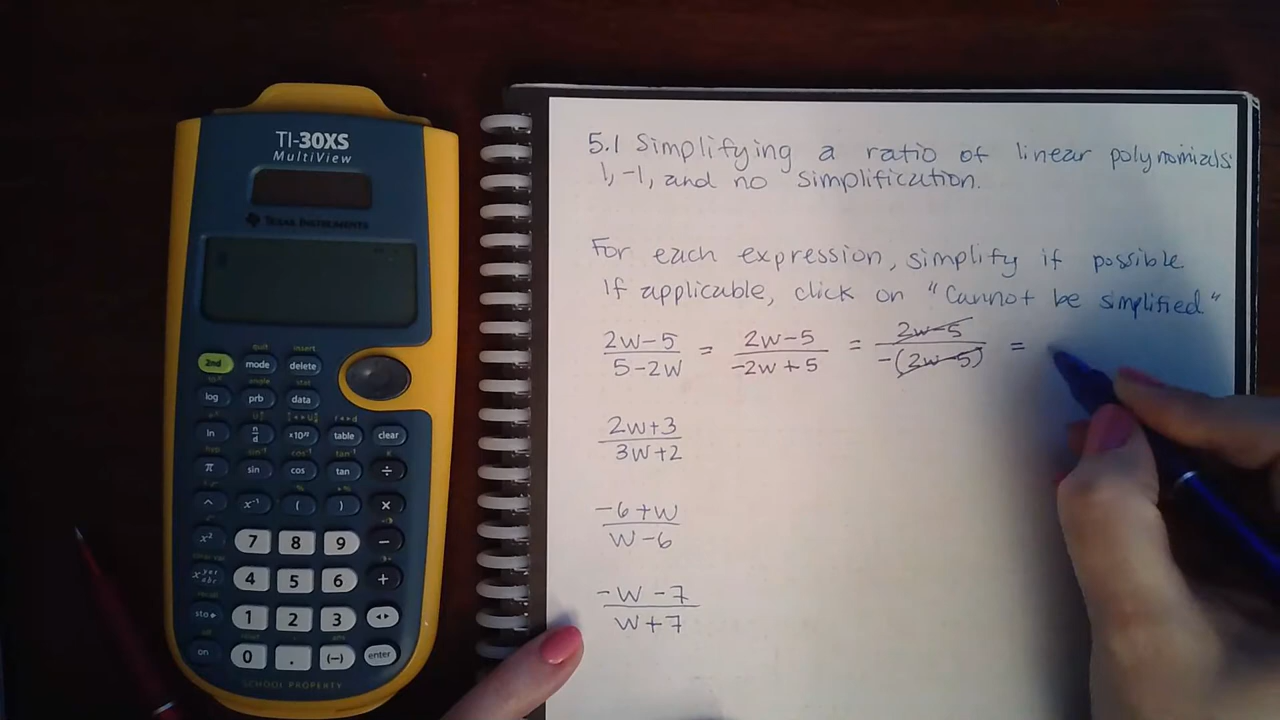 TI-30XS
MultiView
TEXAS INSTRUMENTS
quit insert
2nd mode delete
log prb data
ln n/d ×10ⁿ table clear
π sin cos tan ÷
^ x⁻¹ ( ) ×
x² 7 8 9 −
4 5 6 +
sto▸ 1 2 3
on 0 . (−) enter
SCHOOL PROPERTY
5.1 Simplifying a ratio of linear polynomials:
1, -1, and no simplification.
For each expression, simplify if possible.
If applicable, click on "Cannot be simplified"
2w-5 / 5-2w = 2w-5 / -2w+5 = 2w-5 / -(2w-5) =
2w+3 / 3w+2
-6+w / w-6
-w-7 / w+7